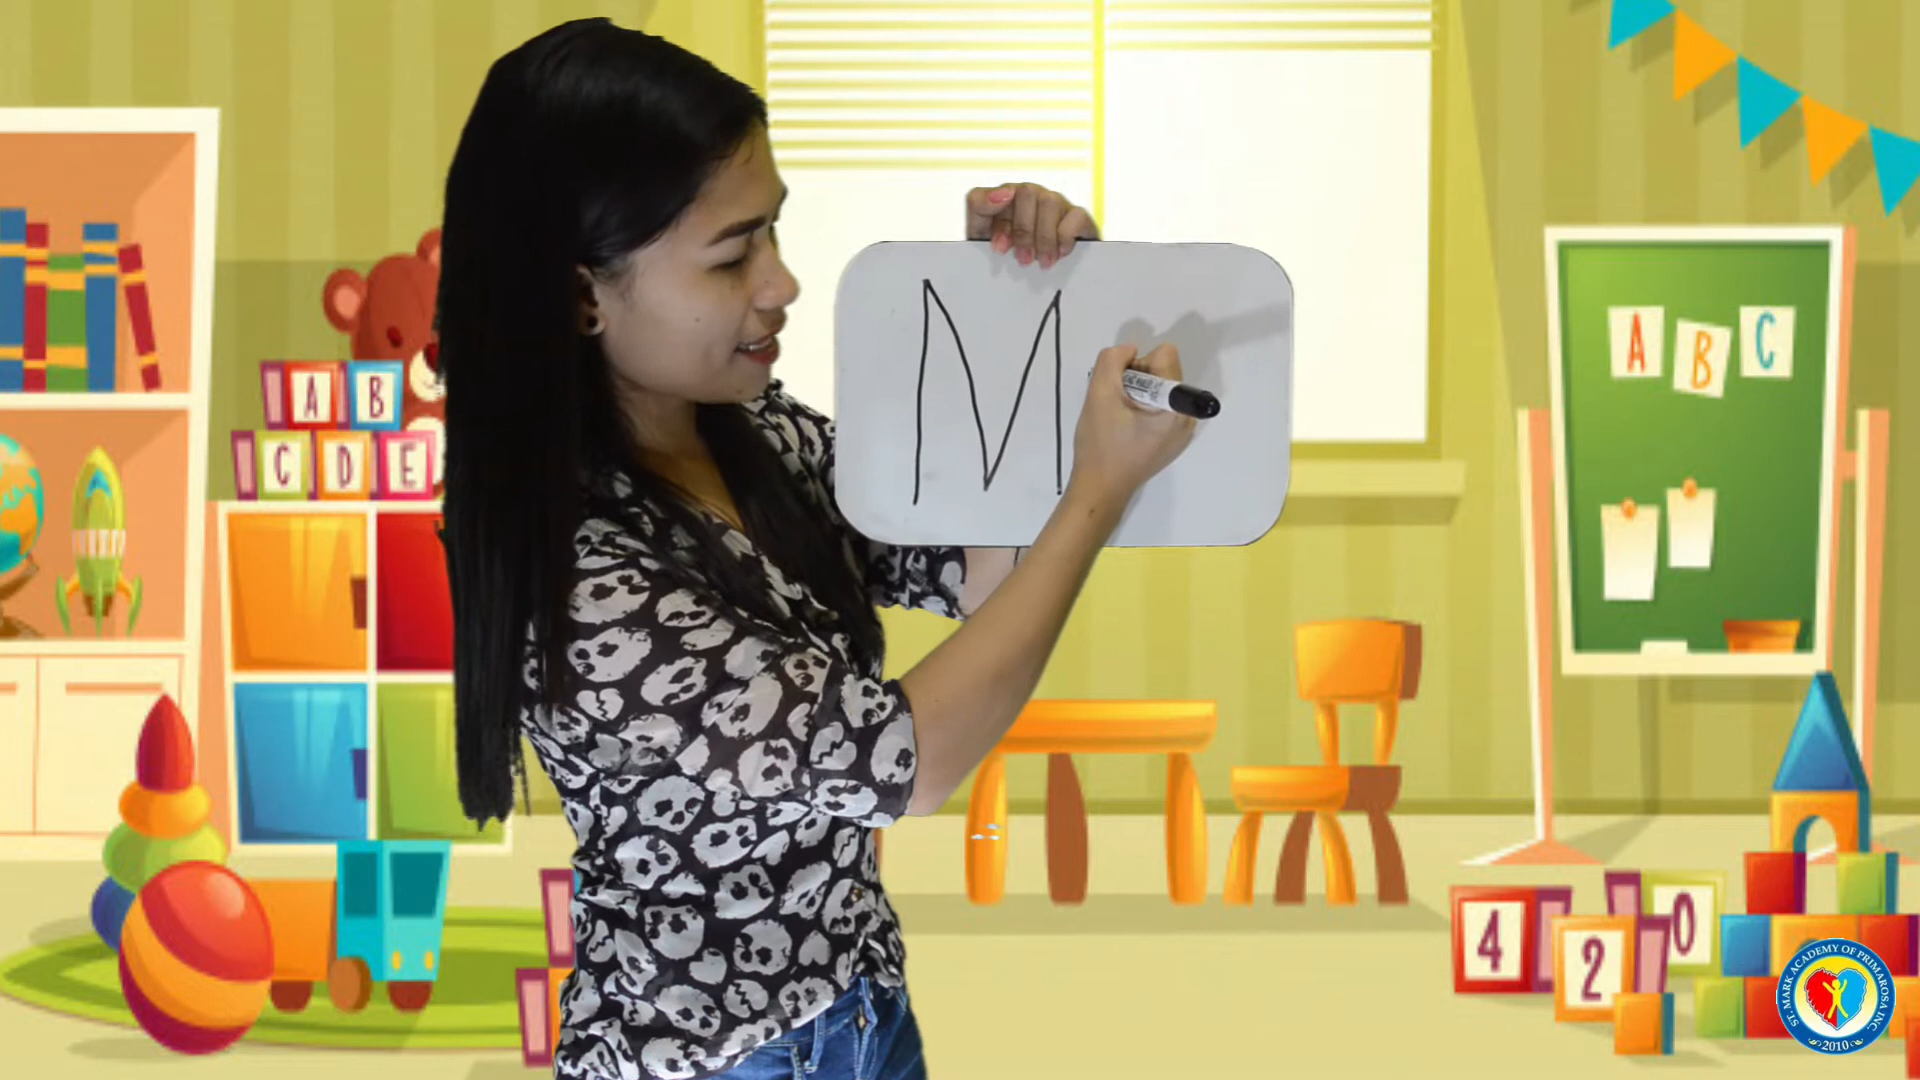 M
A B
C D E
A B C
4 2 0
ST. MARK ACADEMY OF PRIMAROSA INC.
2010